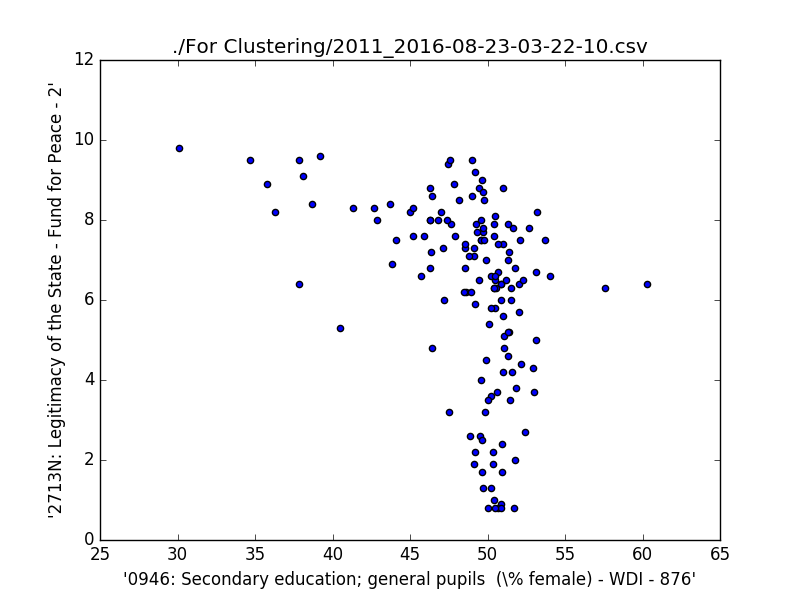 ./For Clustering/2011_2016-08-23-03-22-10.csv
12
10
8
6
4
2
0
'2713N: Legitimacy of the State - Fund for Peace - 2'
25 30 35 40 45 50 55 60 65
'0946: Secondary education; general pupils  (\% female) - WDI - 876'